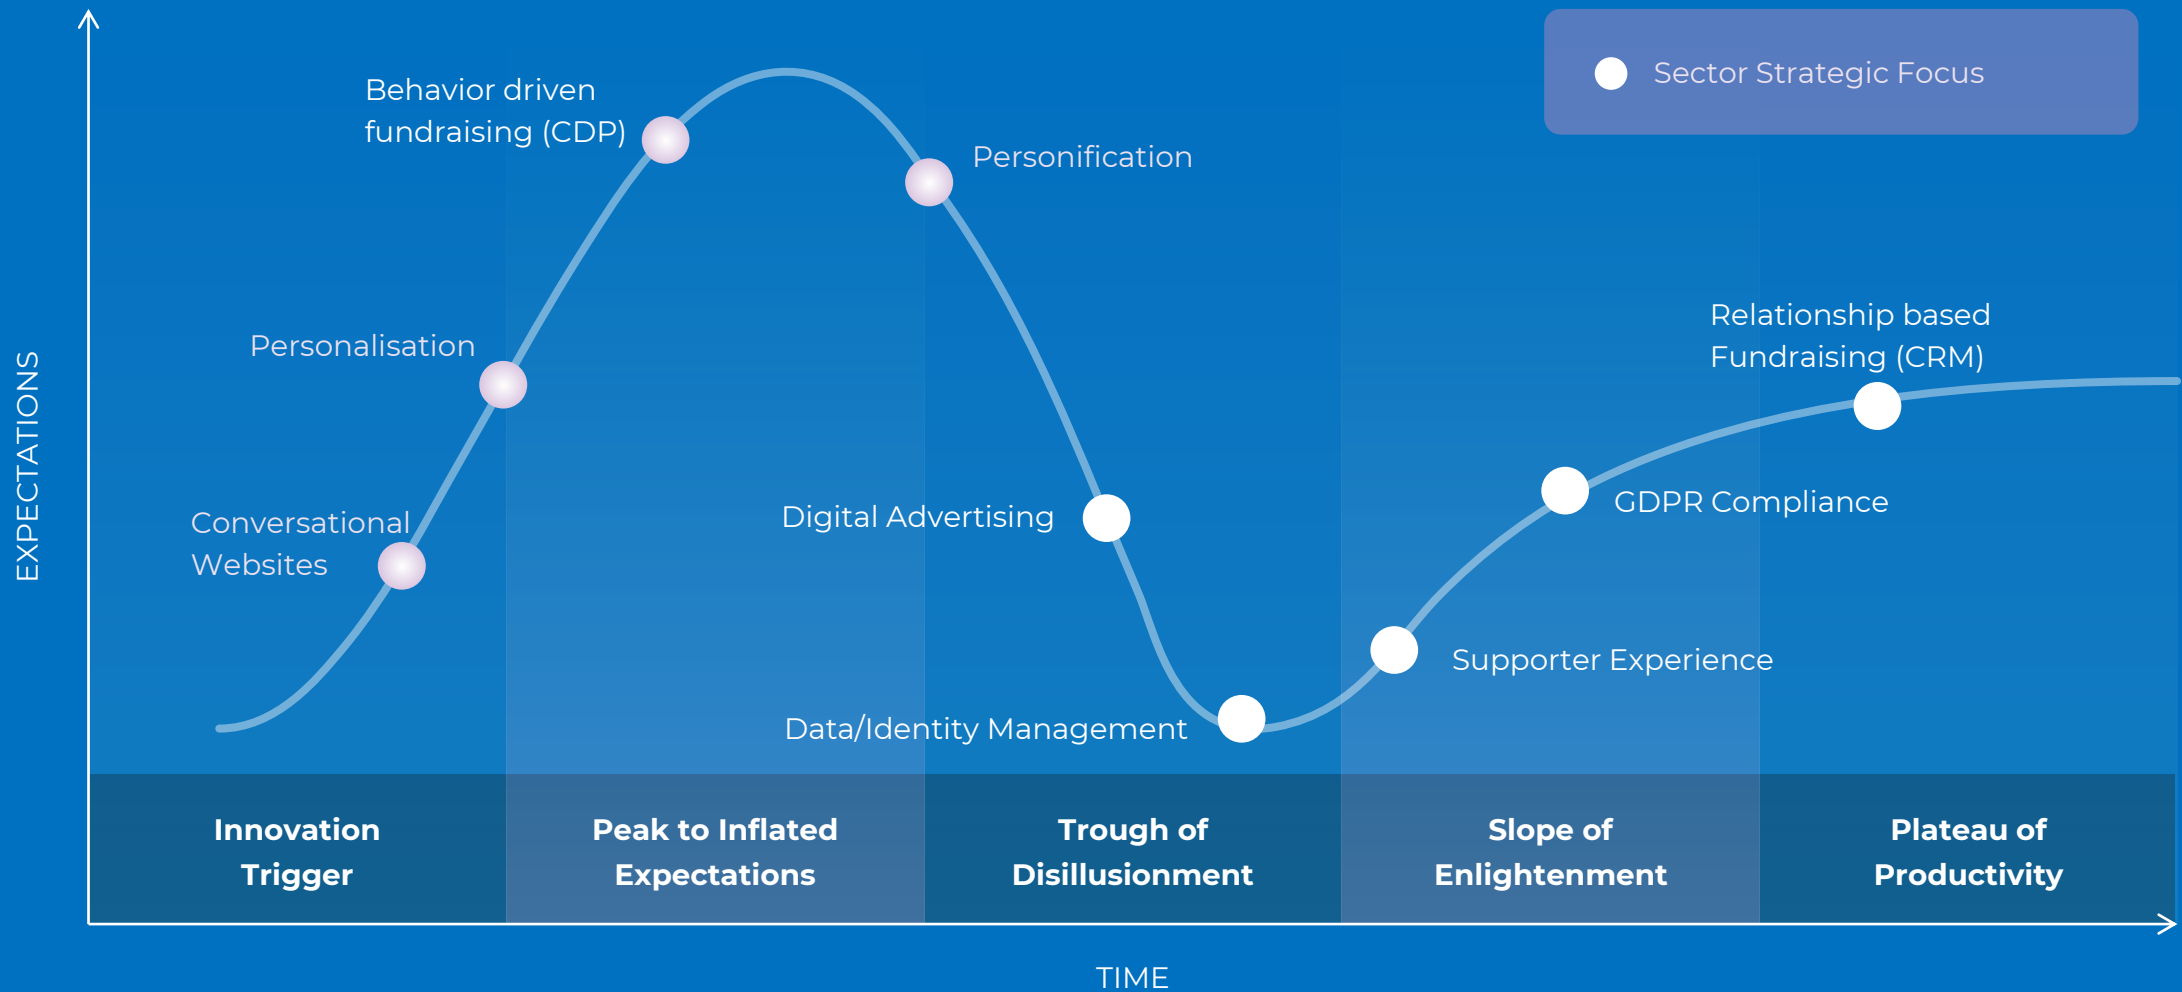 Sector Strategic Focus
Behavior driven
fundraising (CDP)
Personification
Personalisation
Relationship based
Fundraising (CRM)
Conversational
Websites
Digital Advertising
GDPR Compliance
Supporter Experience
Data/Identity Management
EXPECTATIONS
Innovation
Trigger
Peak to Inflated
Expectations
Trough of
Disillusionment
Slope of
Enlightenment
Plateau of
Productivity
TIME